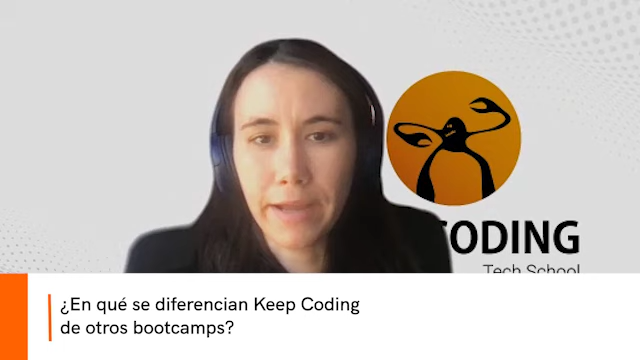 CODING
Tech School
¿En qué se diferencian Keep Coding
de otros bootcamps?